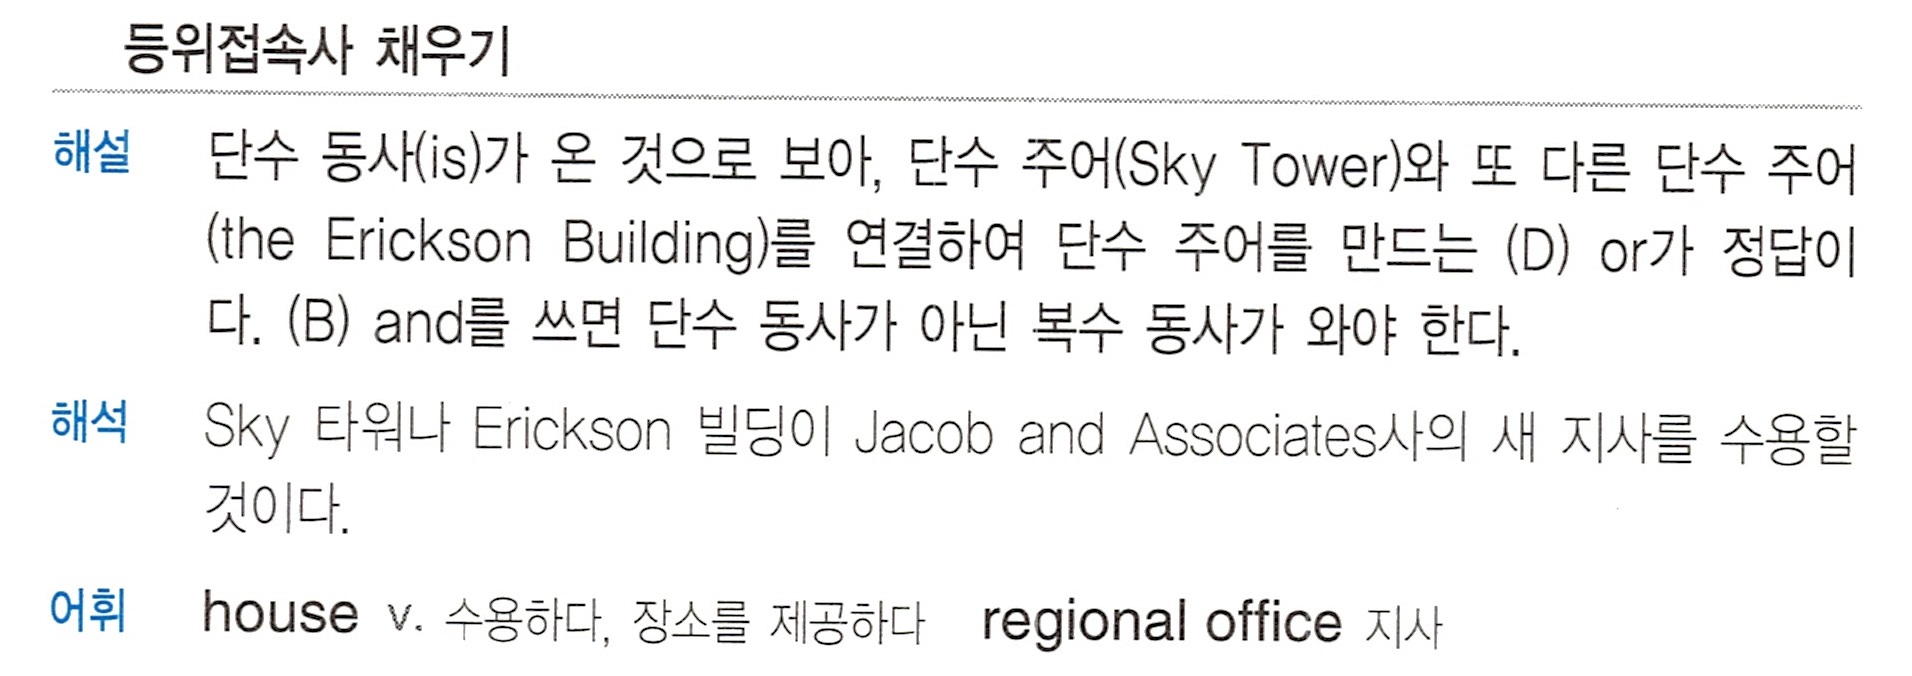 등위접속사 채우기
해설 단수 동사(is)가 온 것으로 보아, 단수 주어(Sky Tower)와 또 다른 단수 주어
(the Erickson Building)를 연결하여 단수 주어를 만드는 (D) or가 정답이
다. (B) and를 쓰면 단수 동사가 아닌 복수 동사가 와야 한다.
해석 Sky 타워나 Erickson 빌딩이 Jacob and Associates사의 새 지사를 수용할
것이다.
어휘 house v. 수용하다, 장소를 제공하다 regional office 지사